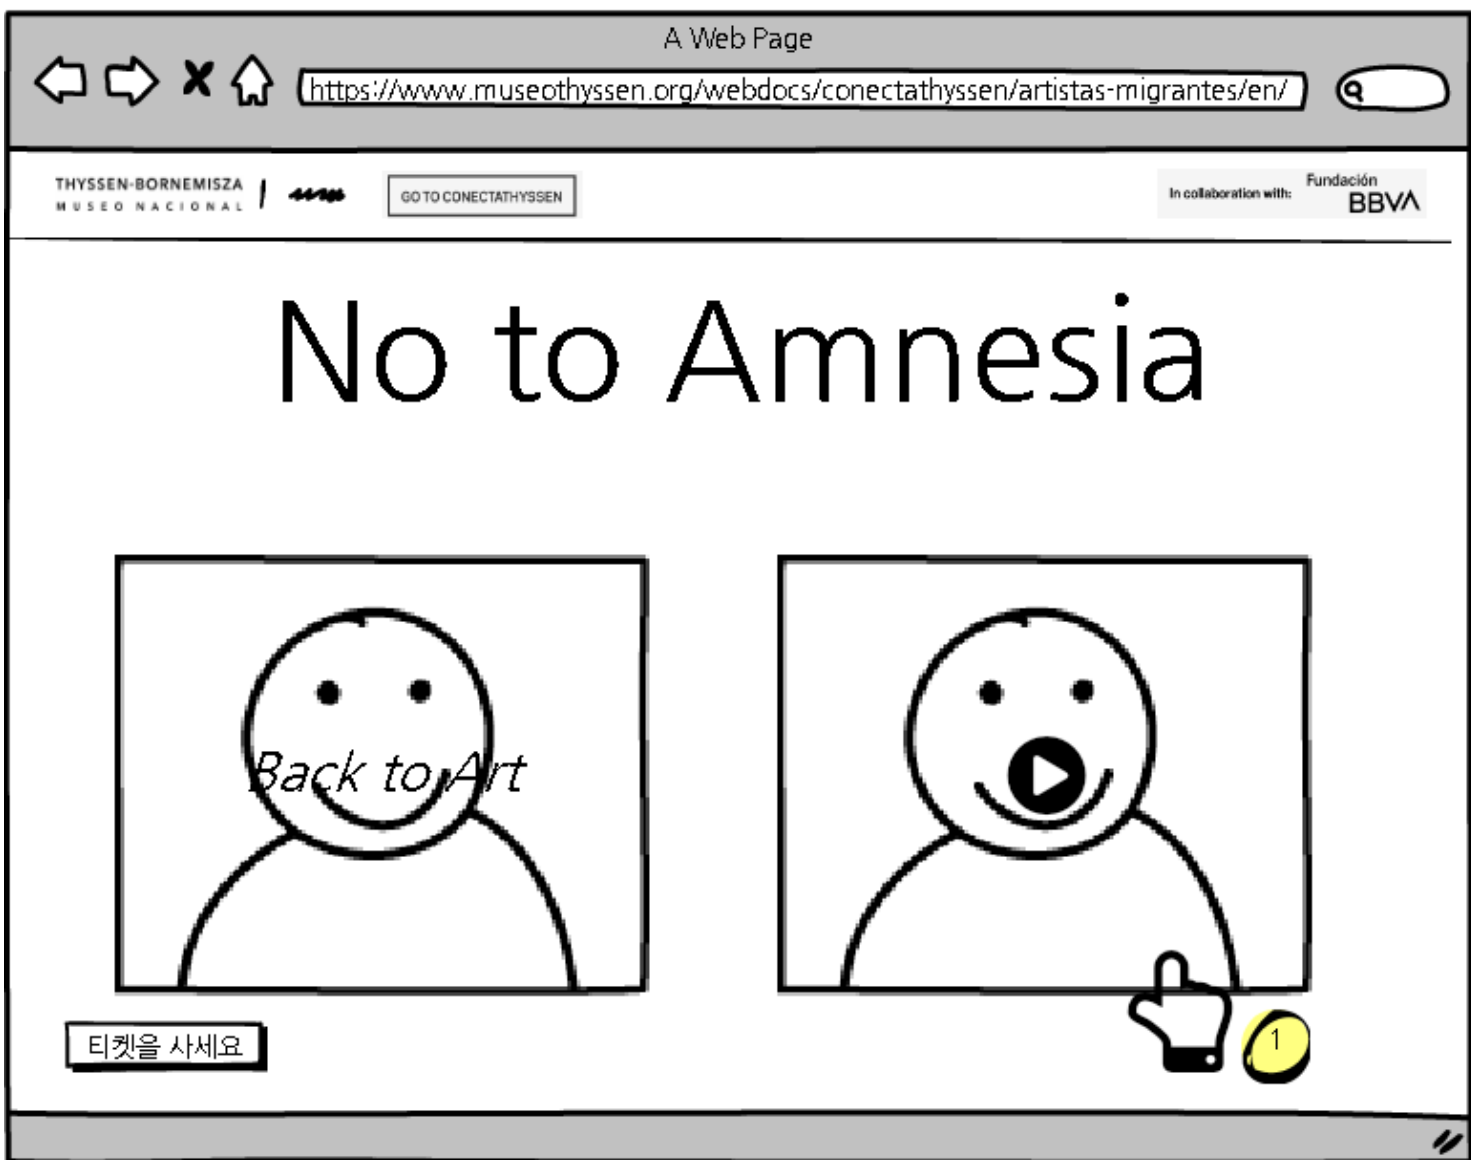 A Web Page
https://www.museothyssen.org/webdocs/conectathyssen/artistas-migrantes/en/
THYSSEN-BORNEMISZA
MUSEO NACIONAL
GO TO CONECTATHYSSEN
In collaboration with:
Fundación
BBVA
No to Amnesia
Back to Art
티켓을 사세요
1